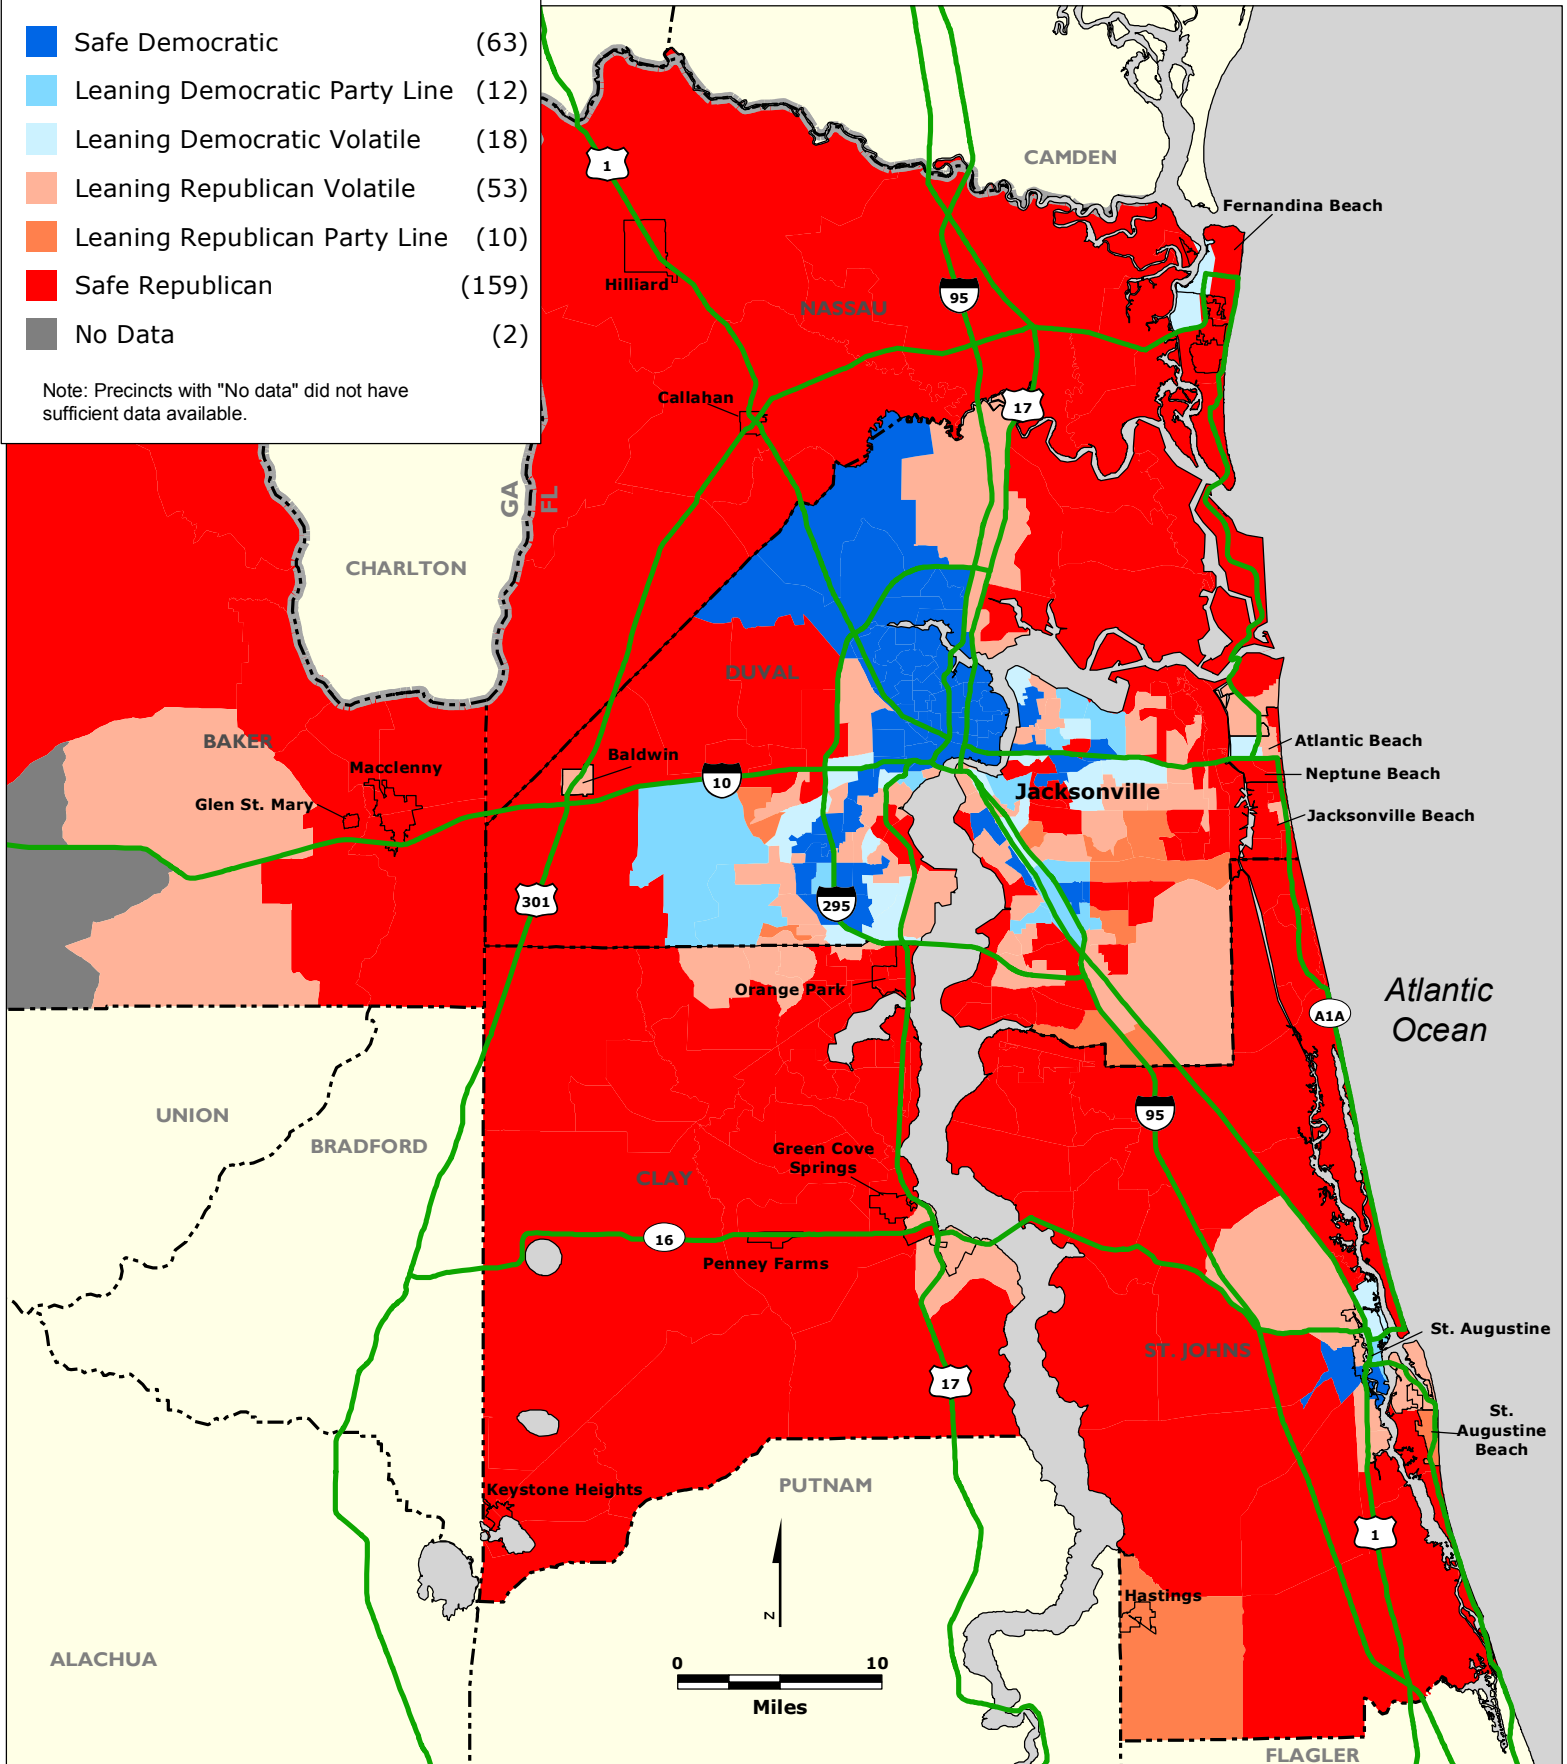 Safe Democratic (63)
Leaning Democratic Party Line (12)
Leaning Democratic Volatile (18)
Leaning Republican Volatile (53)
Leaning Republican Party Line (10)
Safe Republican (159)
No Data (2)
Note: Precincts with "No data" did not have
sufficient data available.
CAMDEN
1
Fernandina Beach
Hilliard
NASSAU
95
Callahan
17
GA
FL
CHARLTON
DUVAL
BAKER
Macclenny
Baldwin
Atlantic Beach
10
Neptune Beach
Glen St. Mary
Jacksonville
Jacksonville Beach
301
295
Orange Park
Atlantic
Ocean
A1A
UNION
95
BRADFORD
Green Cove
Springs
CLAY
16
Penney Farms
St. Augustine
ST. JOHNS
17
St.
Augustine
Beach
PUTNAM
Keystone Heights
1
Hastings
N
ALACHUA
0 10
Miles
FLAGLER